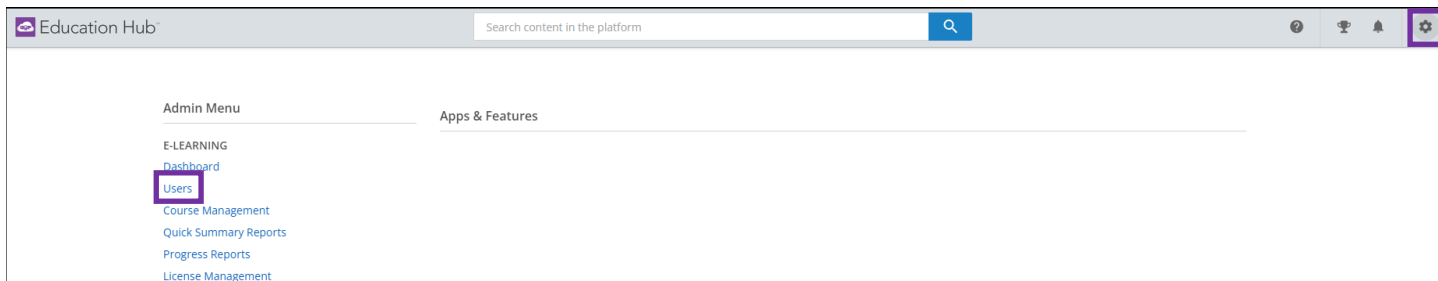 Education Hub™
Search content in the platform
Admin Menu
Apps & Features
E-LEARNING
Dashboard
Users
Course Management
Quick Summary Reports
Progress Reports
License Management